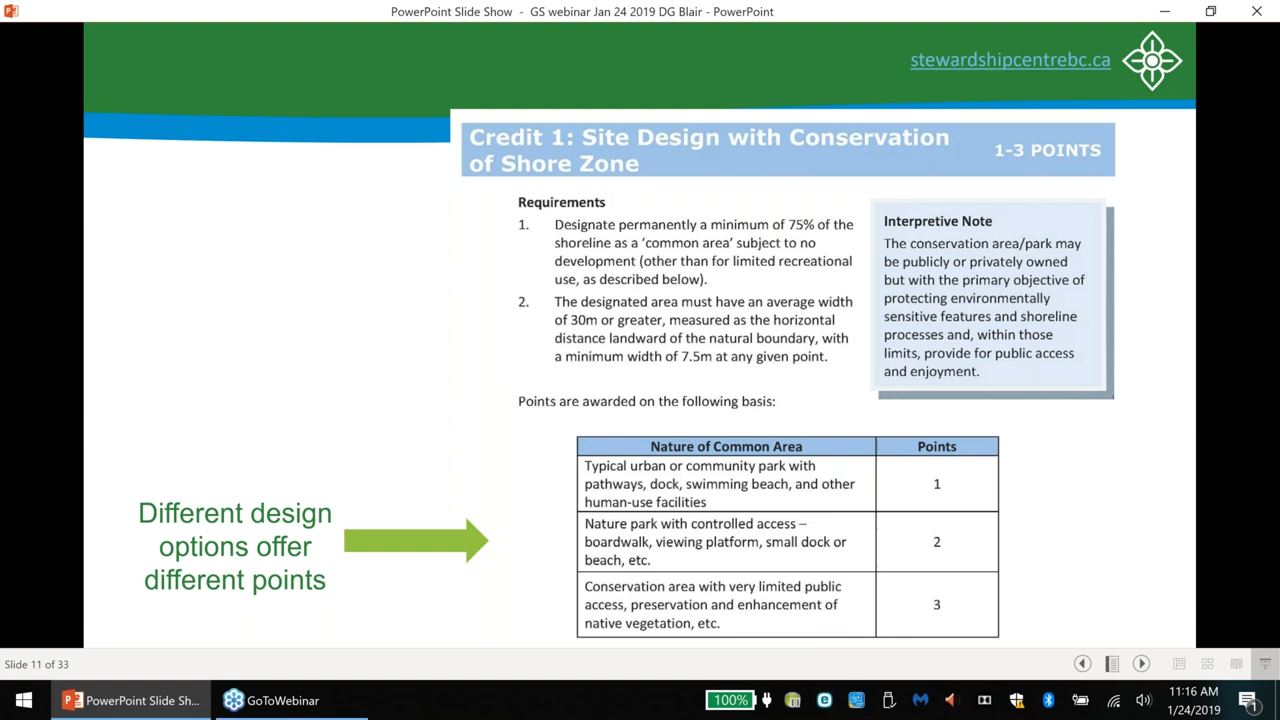 PowerPoint Slide Show - GS webinar Jan 24 2019 DG Blair - PowerPoint
stewardshipcentrebc.ca
Credit 1: Site Design with Conservation
of Shore Zone
1-3 POINTS
Requirements
1. Designate permanently a minimum of 75% of the
shoreline as a ‘common area’ subject to no
development (other than for limited recreational
use, as described below).
2. The designated area must have an average width
of 30m or greater, measured as the horizontal
distance landward of the natural boundary, with
a minimum width of 7.5m at any given point.
Interpretive Note
The conservation area/park may
be publicly or privately owned
but with the primary objective of
protecting environmentally
sensitive features and shoreline
processes and, within those
limits, provide for public access
and enjoyment.
Points are awarded on the following basis:
Nature of Common Area Points
Typical urban or community park with
pathways, dock, swimming beach, and other
human-use facilities
1
Nature park with controlled access –
boardwalk, viewing platform, small dock or
beach, etc.
2
Conservation area with very limited public
access, preservation and enhancement of
native vegetation, etc.
3
Different design
options offer
different points
Slide 11 of 33
PowerPoint Slide Sh...
GoToWebinar
100%
11:16 AM
1/24/2019
1